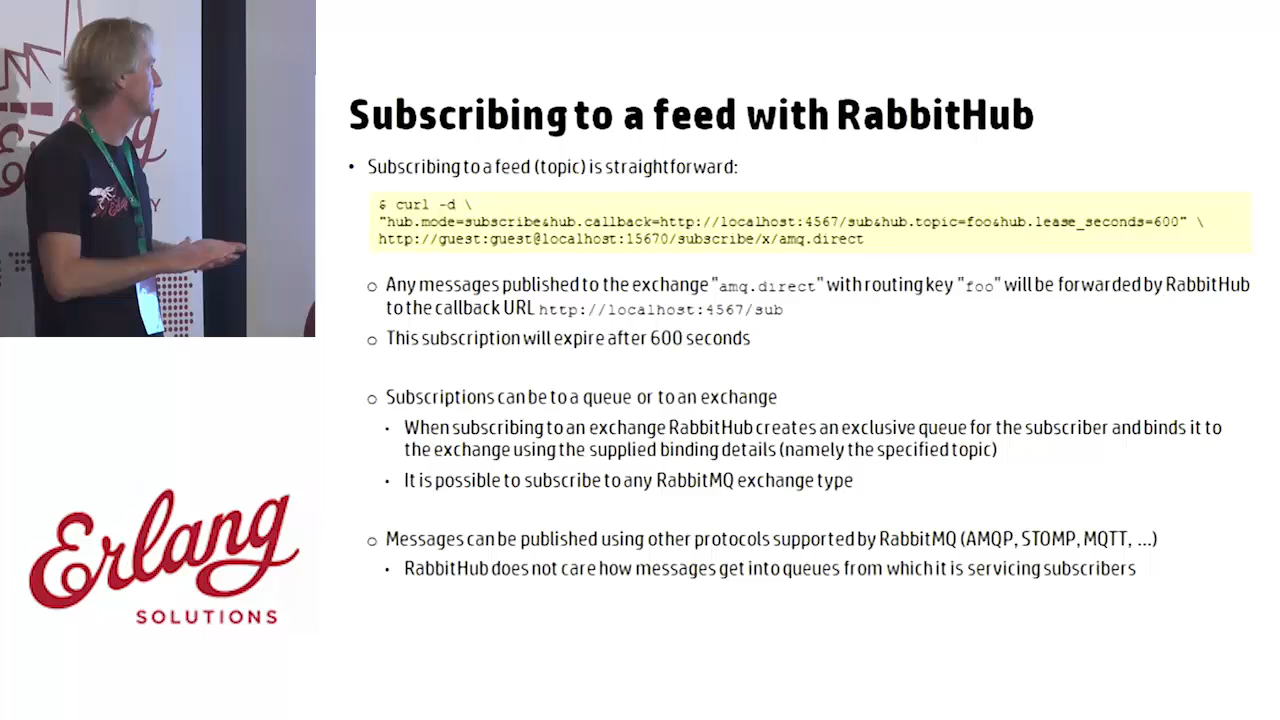 Subscribing to a feed with RabbitHub
• Subscribing to a feed (topic) is straightforward:
$ curl -d \
"hub.mode=subscribe&hub.callback=http://localhost:4567/sub&hub.topic=foo&hub.lease_seconds=600" \
http://guest:guest@localhost:15670/subscribe/x/amq.direct
o Any messages published to the exchange "amq.direct" with routing key "foo" will be forwarded by RabbitHub
to the callback URL http://localhost:4567/sub
o This subscription will expire after 600 seconds
o Subscriptions can be to a queue or to an exchange
• When subscribing to an exchange RabbitHub creates an exclusive queue for the subscriber and binds it to
the exchange using the supplied binding details (namely the specified topic)
• It is possible to subscribe to any RabbitMQ exchange type
o Messages can be published using other protocols supported by RabbitMQ (AMQP, STOMP, MQTT, ...)
• RabbitHub does not care how messages get into queues from which it is servicing subscribers
Erlang
SOLUTIONS